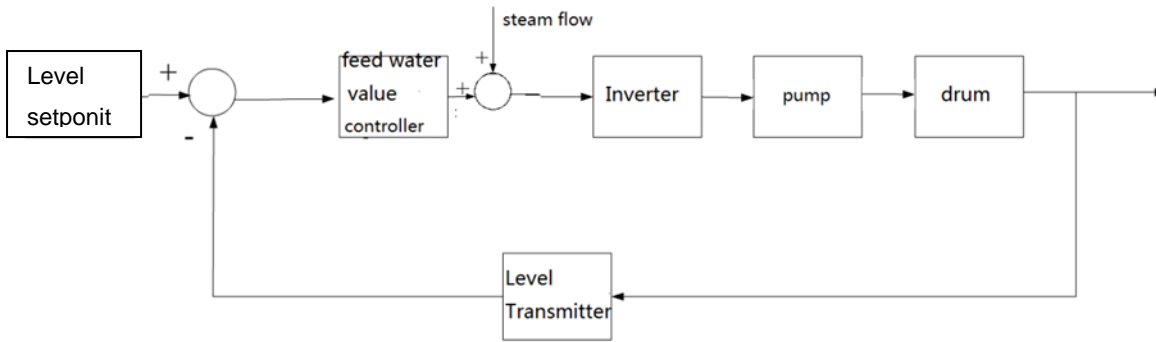 steam flow
Level
setponit
+
-
feed water
value
controller
+
+
:
−
Inverter
pump
drum
Level
Transmitter